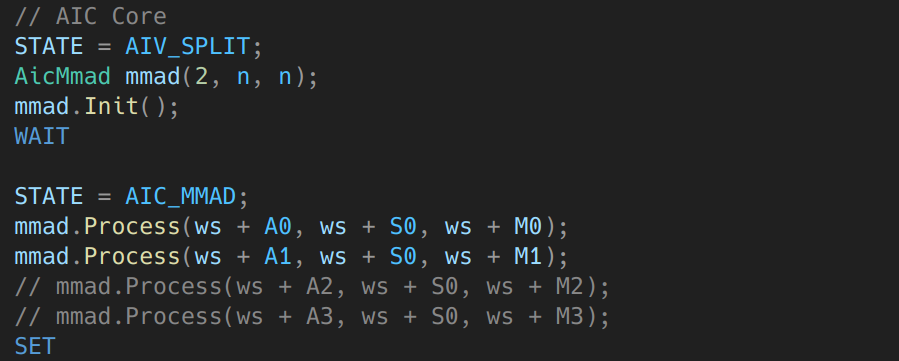 // AIC Core
STATE = AIV_SPLIT;
AicMmad mmad(2, n, n);
mmad.Init();
WAIT
STATE = AIC_MMAD;
mmad.Process(ws + A0, ws + S0, ws + M0);
mmad.Process(ws + A1, ws + S0, ws + M1);
// mmad.Process(ws + A2, ws + S0, ws + M2);
// mmad.Process(ws + A3, ws + S0, ws + M3);
SET